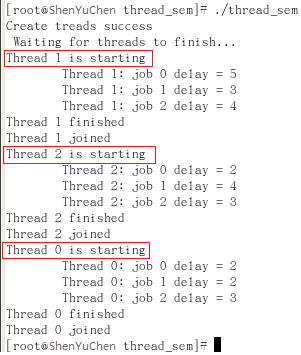 [root@ShenYuChen thread_sem]# ./thread_sem
Create treads success
 Waiting for threads to finish...
Thread 1 is starting
        Thread 1: job 0 delay = 5
        Thread 1: job 1 delay = 3
        Thread 1: job 2 delay = 4
Thread 1 finished
Thread 1 joined
Thread 2 is starting
        Thread 2: job 0 delay = 2
        Thread 2: job 1 delay = 4
        Thread 2: job 2 delay = 3
Thread 2 finished
Thread 2 joined
Thread 0 is starting
        Thread 0: job 0 delay = 2
        Thread 0: job 1 delay = 2
        Thread 0: job 2 delay = 3
Thread 0 finished
Thread 0 joined
[root@ShenYuChen thread_sem]#